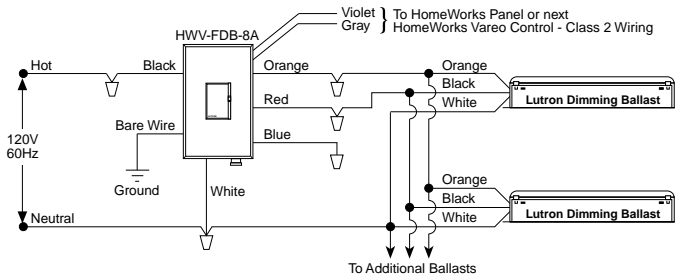 Violet
Gray
To HomeWorks Panel or next
HomeWorks Vareo Control - Class 2 Wiring
HWV-FDB-8A
Hot
Black
Orange
Orange
Black
White
Lutron Dimming Ballast
Red
Bare Wire
Blue
120V
60Hz
Ground
White
Orange
Black
White
Lutron Dimming Ballast
Neutral
To Additional Ballasts